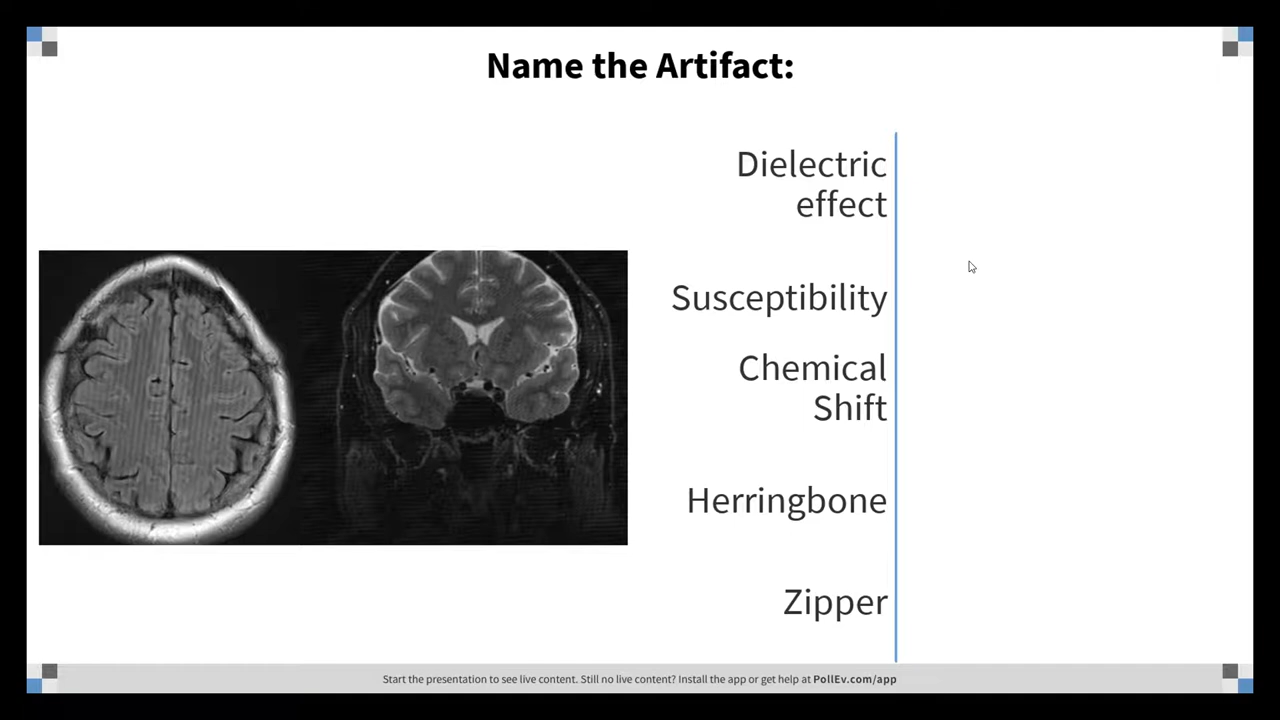 Name the Artifact:
Dielectric
effect
Susceptibility
Chemical
Shift
Herringbone
Zipper
Start the presentation to see live content. Still no live content? Install the app or get help at PollEv.com/app